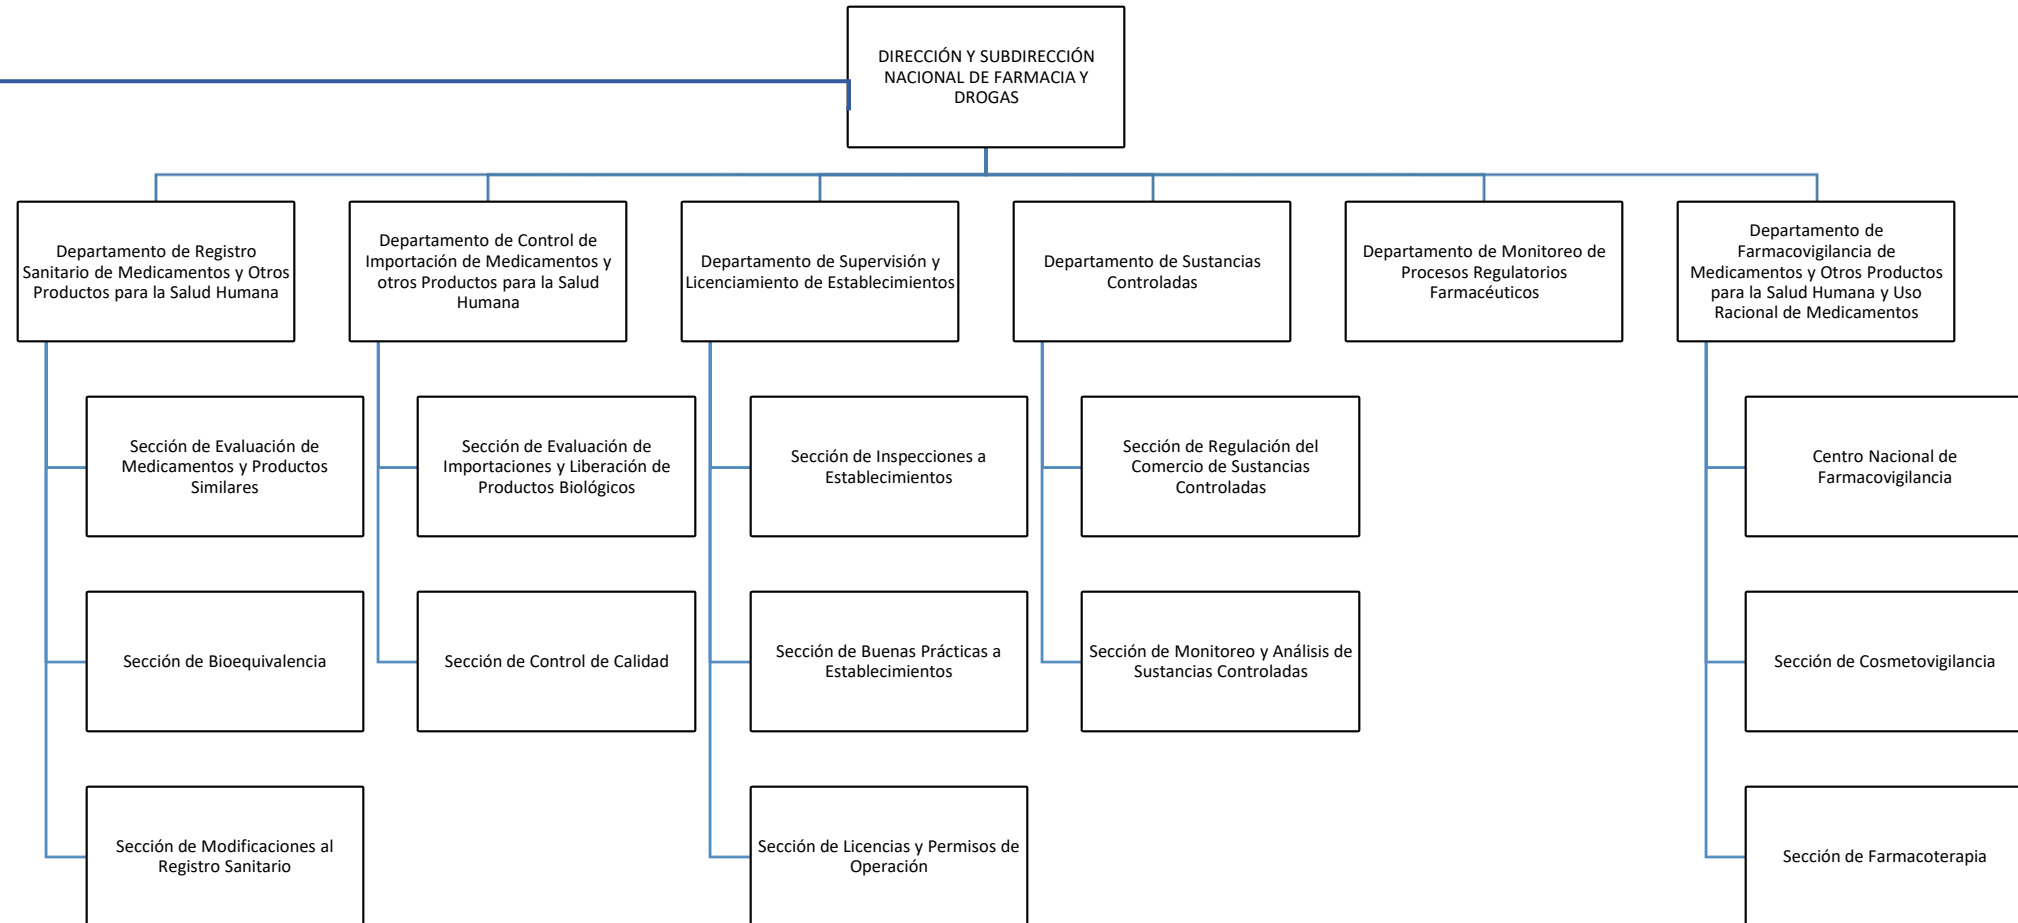 DIRECCIÓN Y SUBDIRECCIÓN
NACIONAL DE FARMACIA Y
DROGAS
Departamento de Registro
Sanitario de Medicamentos y Otros
Productos para la Salud Humana
Departamento de Control de
Importación de Medicamentos y
otros Productos para la Salud
Humana
Departamento de Supervisión y
Licenciamiento de Establecimientos
Departamento de Sustancias
Controladas
Departamento de Monitoreo de
Procesos Regulatorios
Farmacéuticos
Departamento de
Farmacovigilancia de
Medicamentos y Otros Productos
para la Salud Humana y Uso
Racional de Medicamentos
Sección de Evaluación de
Medicamentos y Productos
Similares
Sección de Evaluación de
Importaciones y Liberación de
Productos Biológicos
Sección de Inspecciones a
Establecimientos
Sección de Regulación del
Comercio de Sustancias
Controladas
Centro Nacional de
Farmacovigilancia
Sección de Bioequivalencia
Sección de Control de Calidad
Sección de Buenas Prácticas a
Establecimientos
Sección de Monitoreo y Análisis de
Sustancias Controladas
Sección de Cosmetovigilancia
Sección de Modificaciones al
Registro Sanitario
Sección de Licencias y Permisos de
Operación
Sección de Farmacoterapia